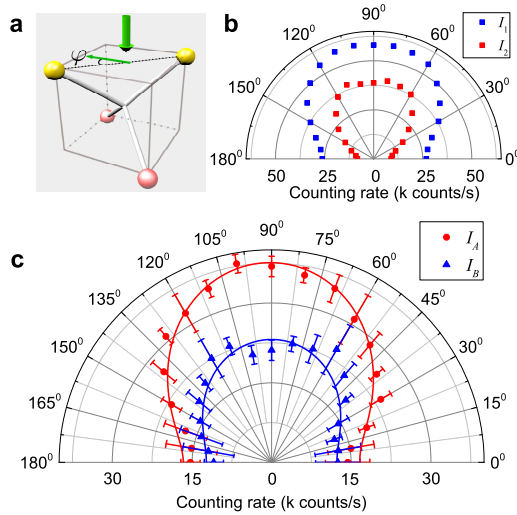 a
φ
b
I₁
I₂
90⁰
120⁰
60⁰
150⁰
30⁰
180⁰
0⁰
50 25 0 25 50
Counting rate (k counts/s)
c
I_A
I_B
90⁰
105⁰
75⁰
120⁰
60⁰
135⁰
45⁰
150⁰
30⁰
165⁰
15⁰
180⁰
0⁰
30 15 0 15 30
Counting rate (k counts/s)